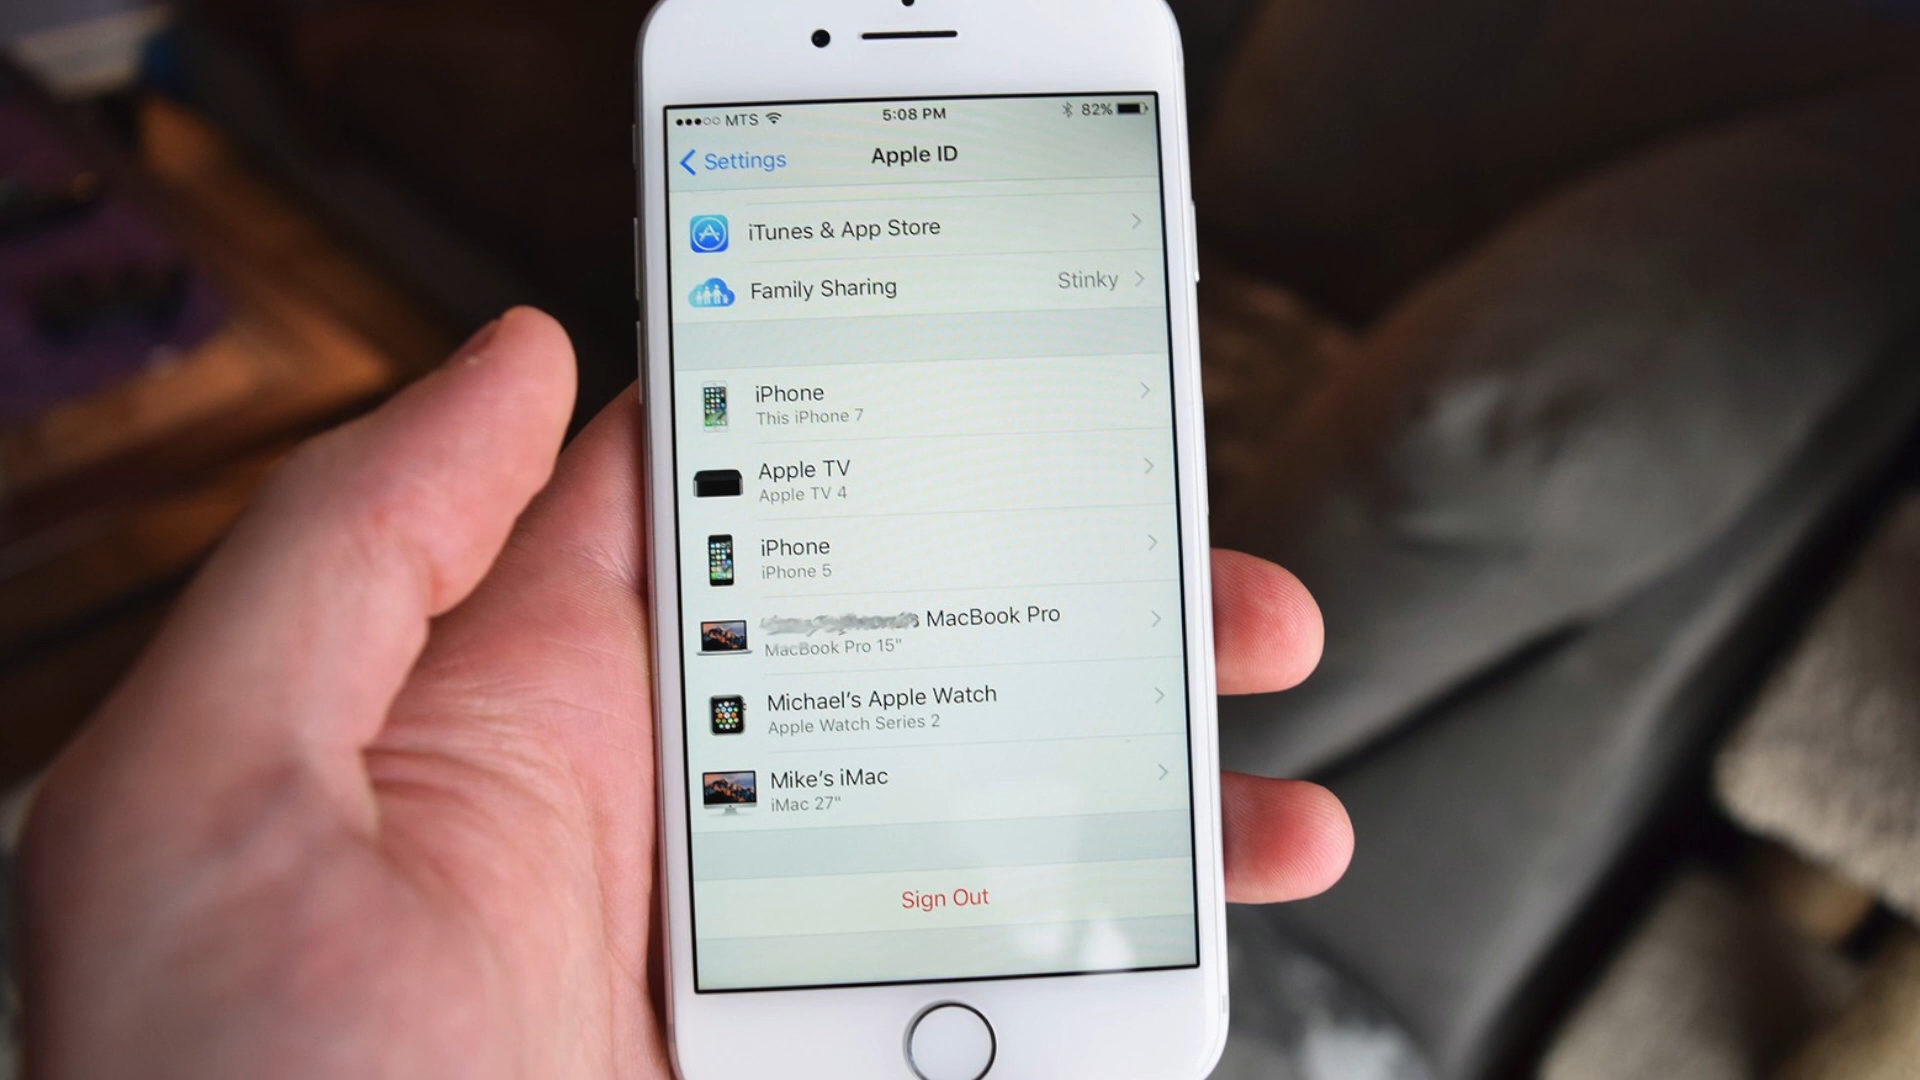 MTS 5:08 PM 82%
Settings Apple ID
iTunes & App Store
Family Sharing Stinky
iPhone
This iPhone 7
Apple TV
Apple TV 4
iPhone
iPhone 5
MacBook Pro
MacBook Pro 15"
Michael's Apple Watch
Apple Watch Series 2
Mike's iMac
iMac 27"
Sign Out